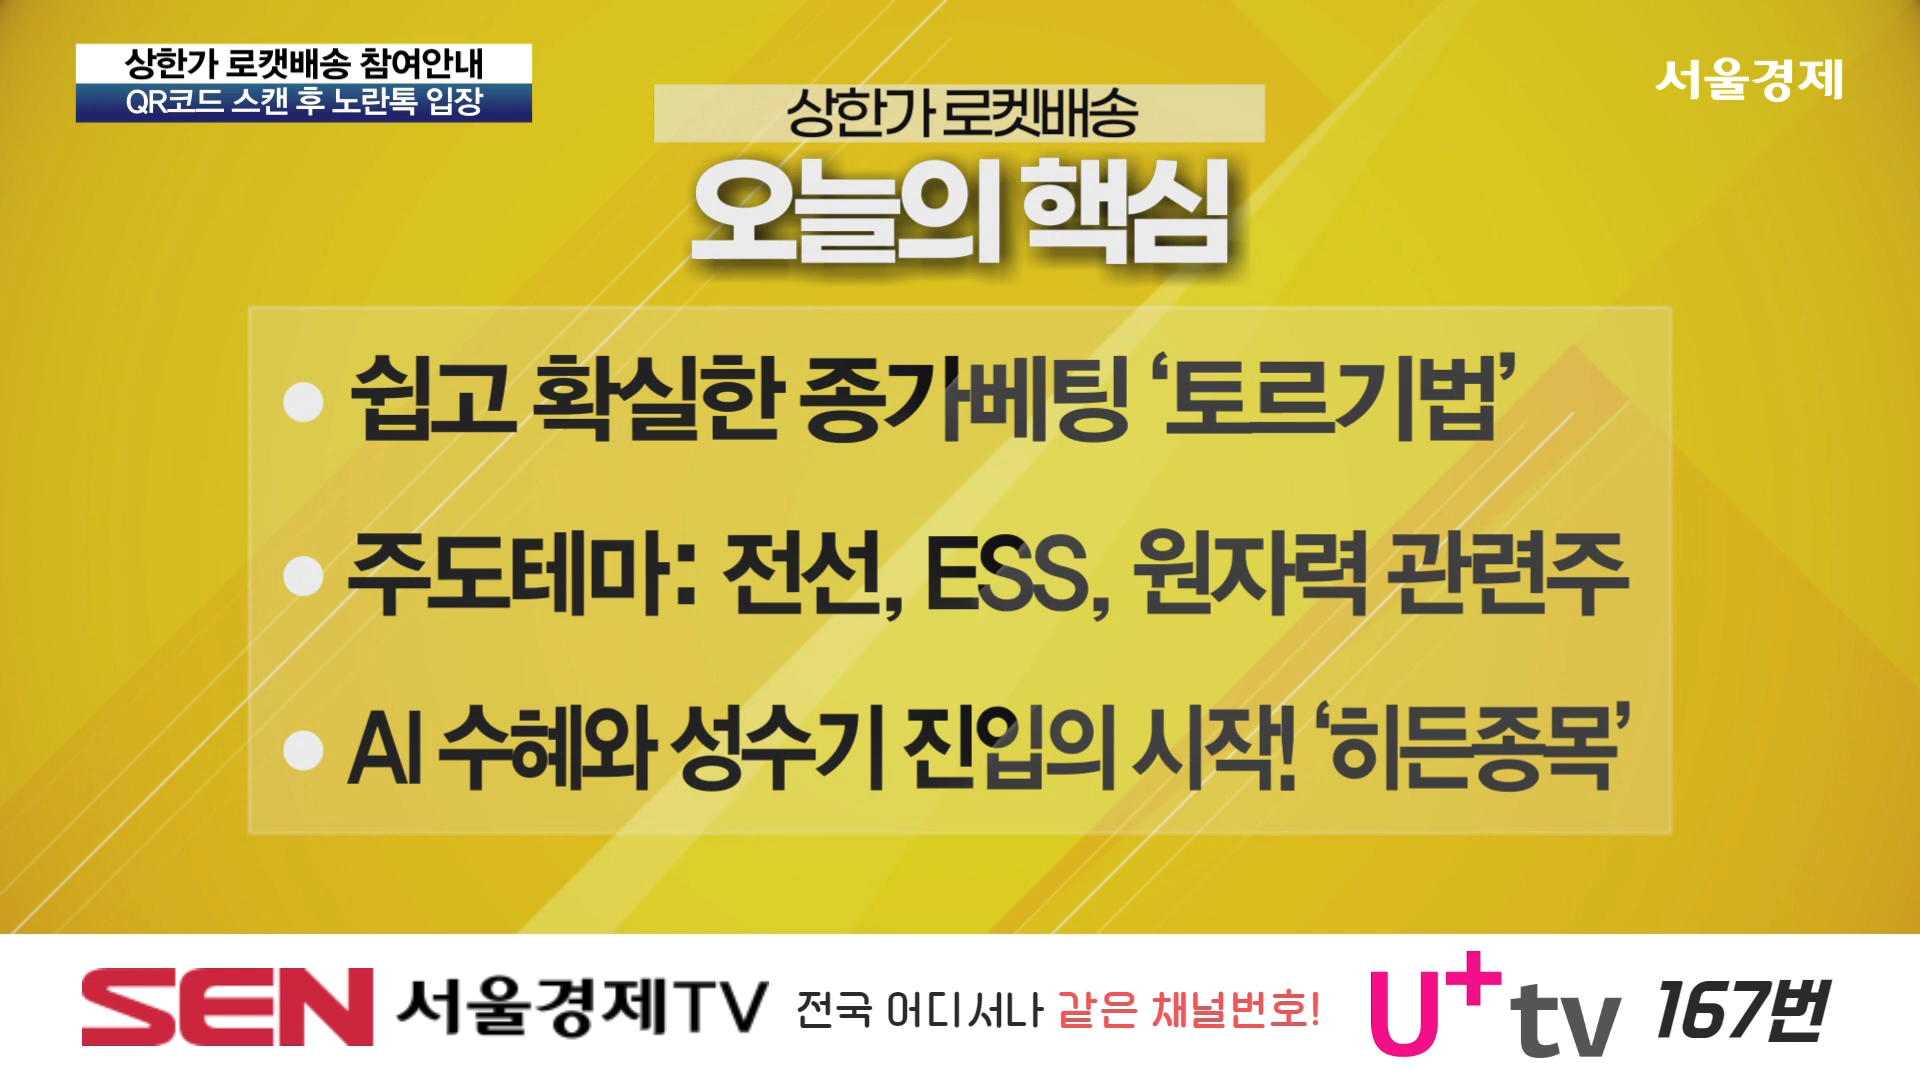 상한가 로캣배송 참여안내
QR코드 스캔 후 노란톡 입장
서울경제
상한가 로켓배송
오늘의 핵심
쉽고 확실한 종가베팅 ‘토르기법’
주도테마: 전선, ESS, 원자력 관련주
AI 수혜와 성수기 진입의 시작! ‘히든종목’
SEN 서울경제TV 전국 어디서나 같은 채널번호! U+tv 167번